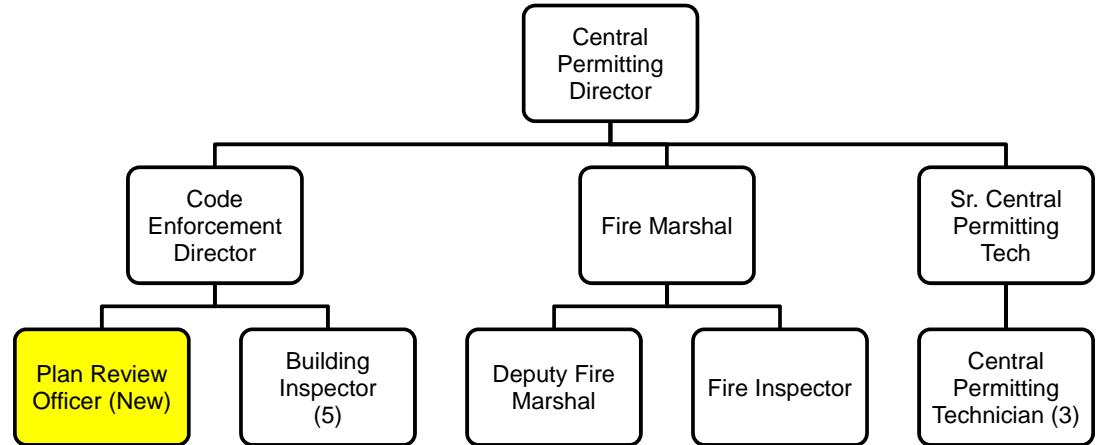 Central
Permitting
Director
Code
Enforcement
Director
Fire Marshal
Sr. Central
Permitting
Tech
Plan Review
Officer (New)
Building
Inspector
(5)
Deputy Fire
Marshal
Fire Inspector
Central
Permitting
Technician (3)